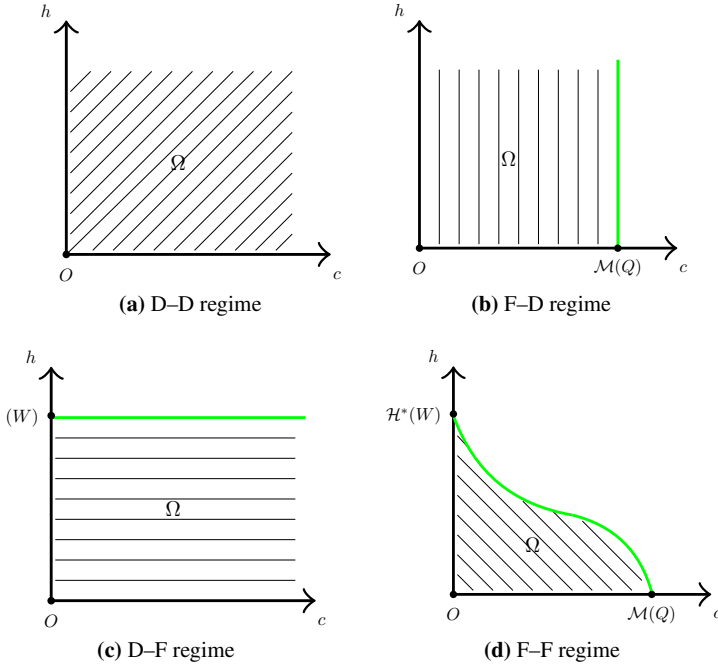 h
Ω
O
c
(a) D–D regime
h
Ω
O
M(Q)
c
(b) F–D regime
h
(W)
Ω
O
c
(c) D–F regime
h
H*(W)
Ω
O
M(Q)
c
(d) F–F regime